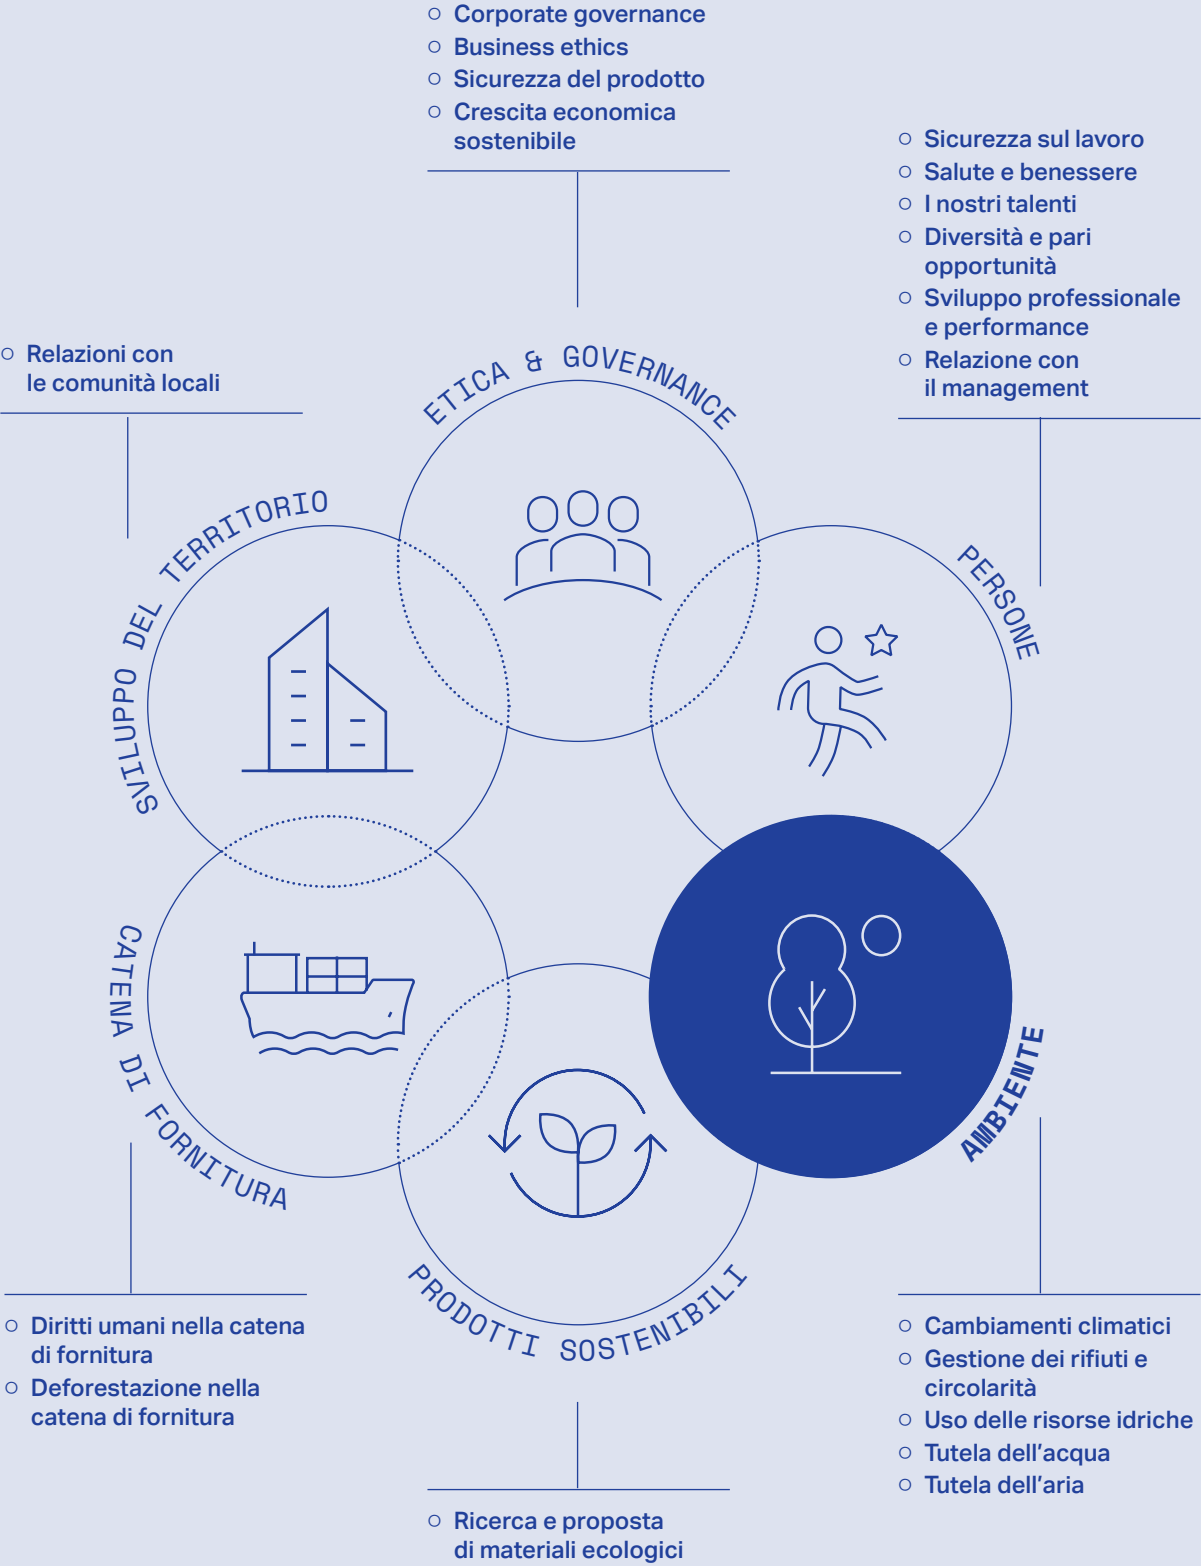 Corporate governance
Business ethics
Sicurezza del prodotto
Crescita economica
sostenibile
Sicurezza sul lavoro
Salute e benessere
I nostri talenti
Diversità e pari
opportunità
Sviluppo professionale
e performance
Relazione con
il management
Relazioni con
le comunità locali
ETICA & GOVERNANCE
SVILUPPO DEL TERRITORIO
PERSONE
CATENA DI FORNITURA
AMBIENTE
PRODOTTI SOSTENIBILI
Diritti umani nella catena
di fornitura
Deforestazione nella
catena di fornitura
Cambiamenti climatici
Gestione dei rifiuti e
circolarità
Uso delle risorse idriche
Tutela dell'acqua
Tutela dell'aria
Ricerca e proposta
di materiali ecologici